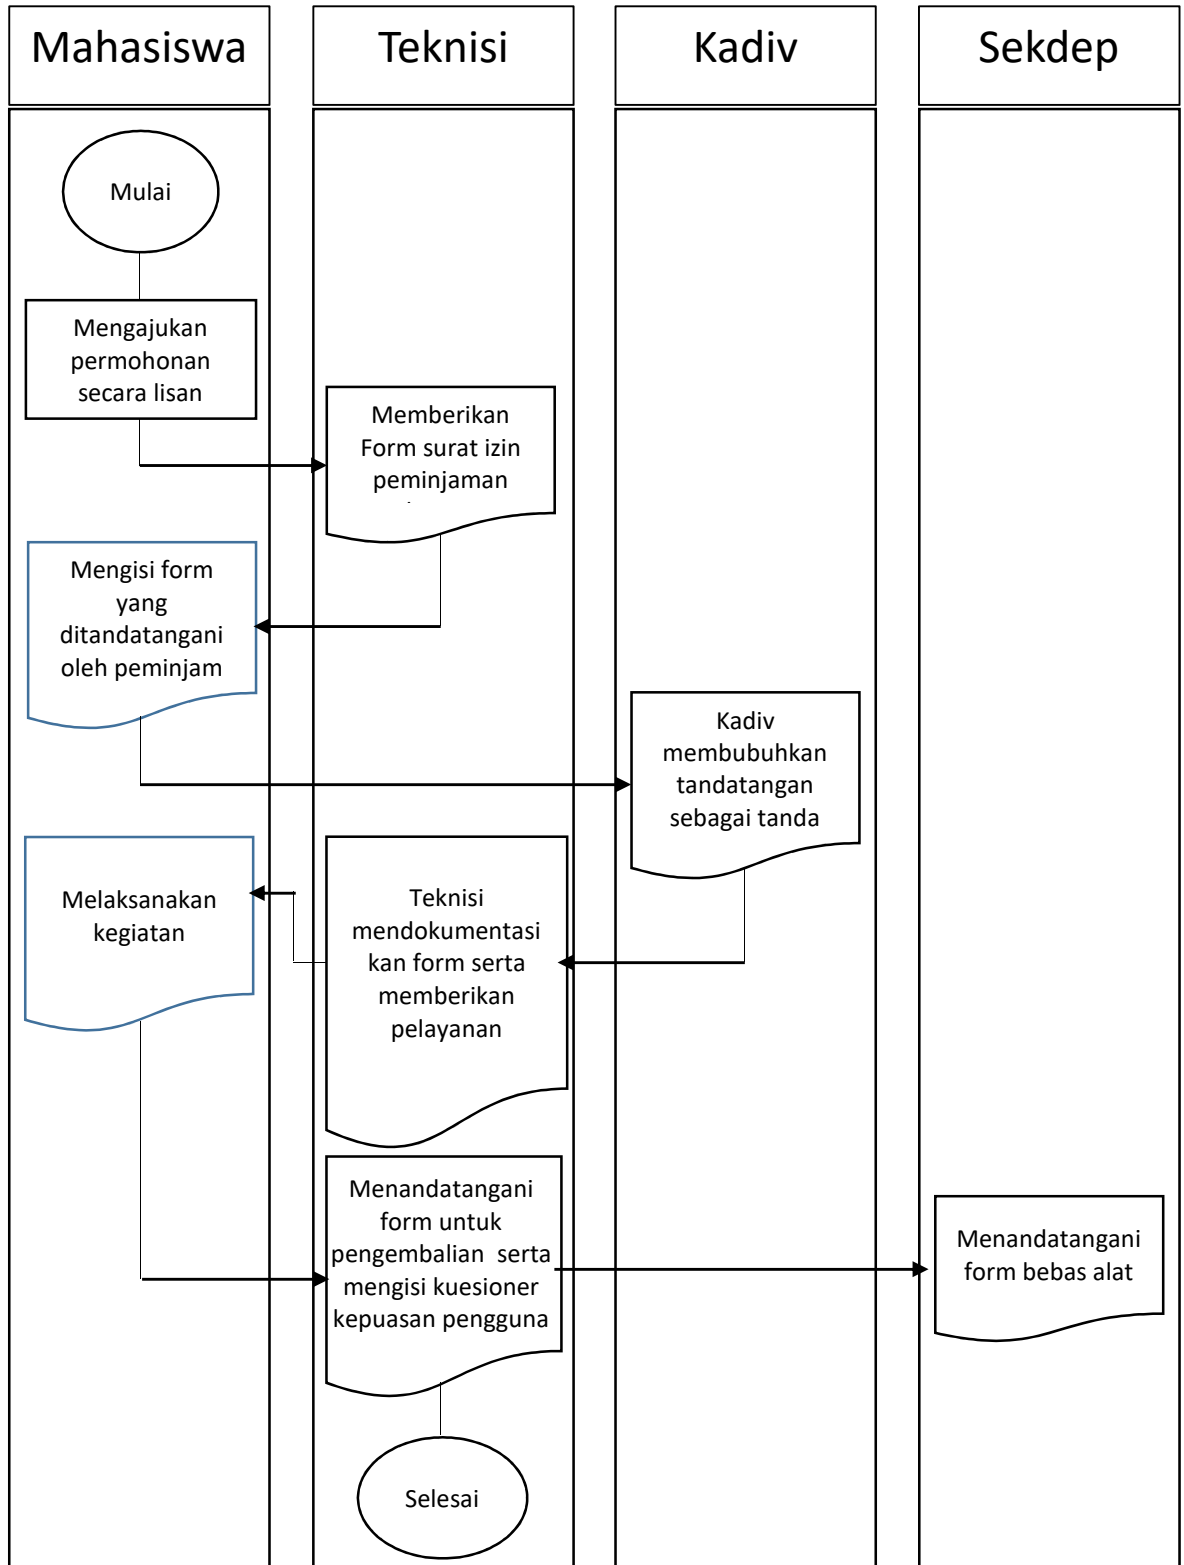 Mahasiswa
Teknisi
Kadiv
Sekdep
Mulai
Mengajukan
permohonan
secara lisan
Memberikan
Form surat izin
peminjaman
Mengisi form
yang
ditandatangani
oleh peminjam
Kadiv
membubuhkan
tandatangan
sebagai tanda
Teknisi
mendokumentasi
kan form serta
memberikan
pelayanan
Melaksanakan
kegiatan
Menandatangani
form untuk
pengembalian serta
mengisi kuesioner
kepuasan pengguna
Menandatangani
form bebas alat
Selesai